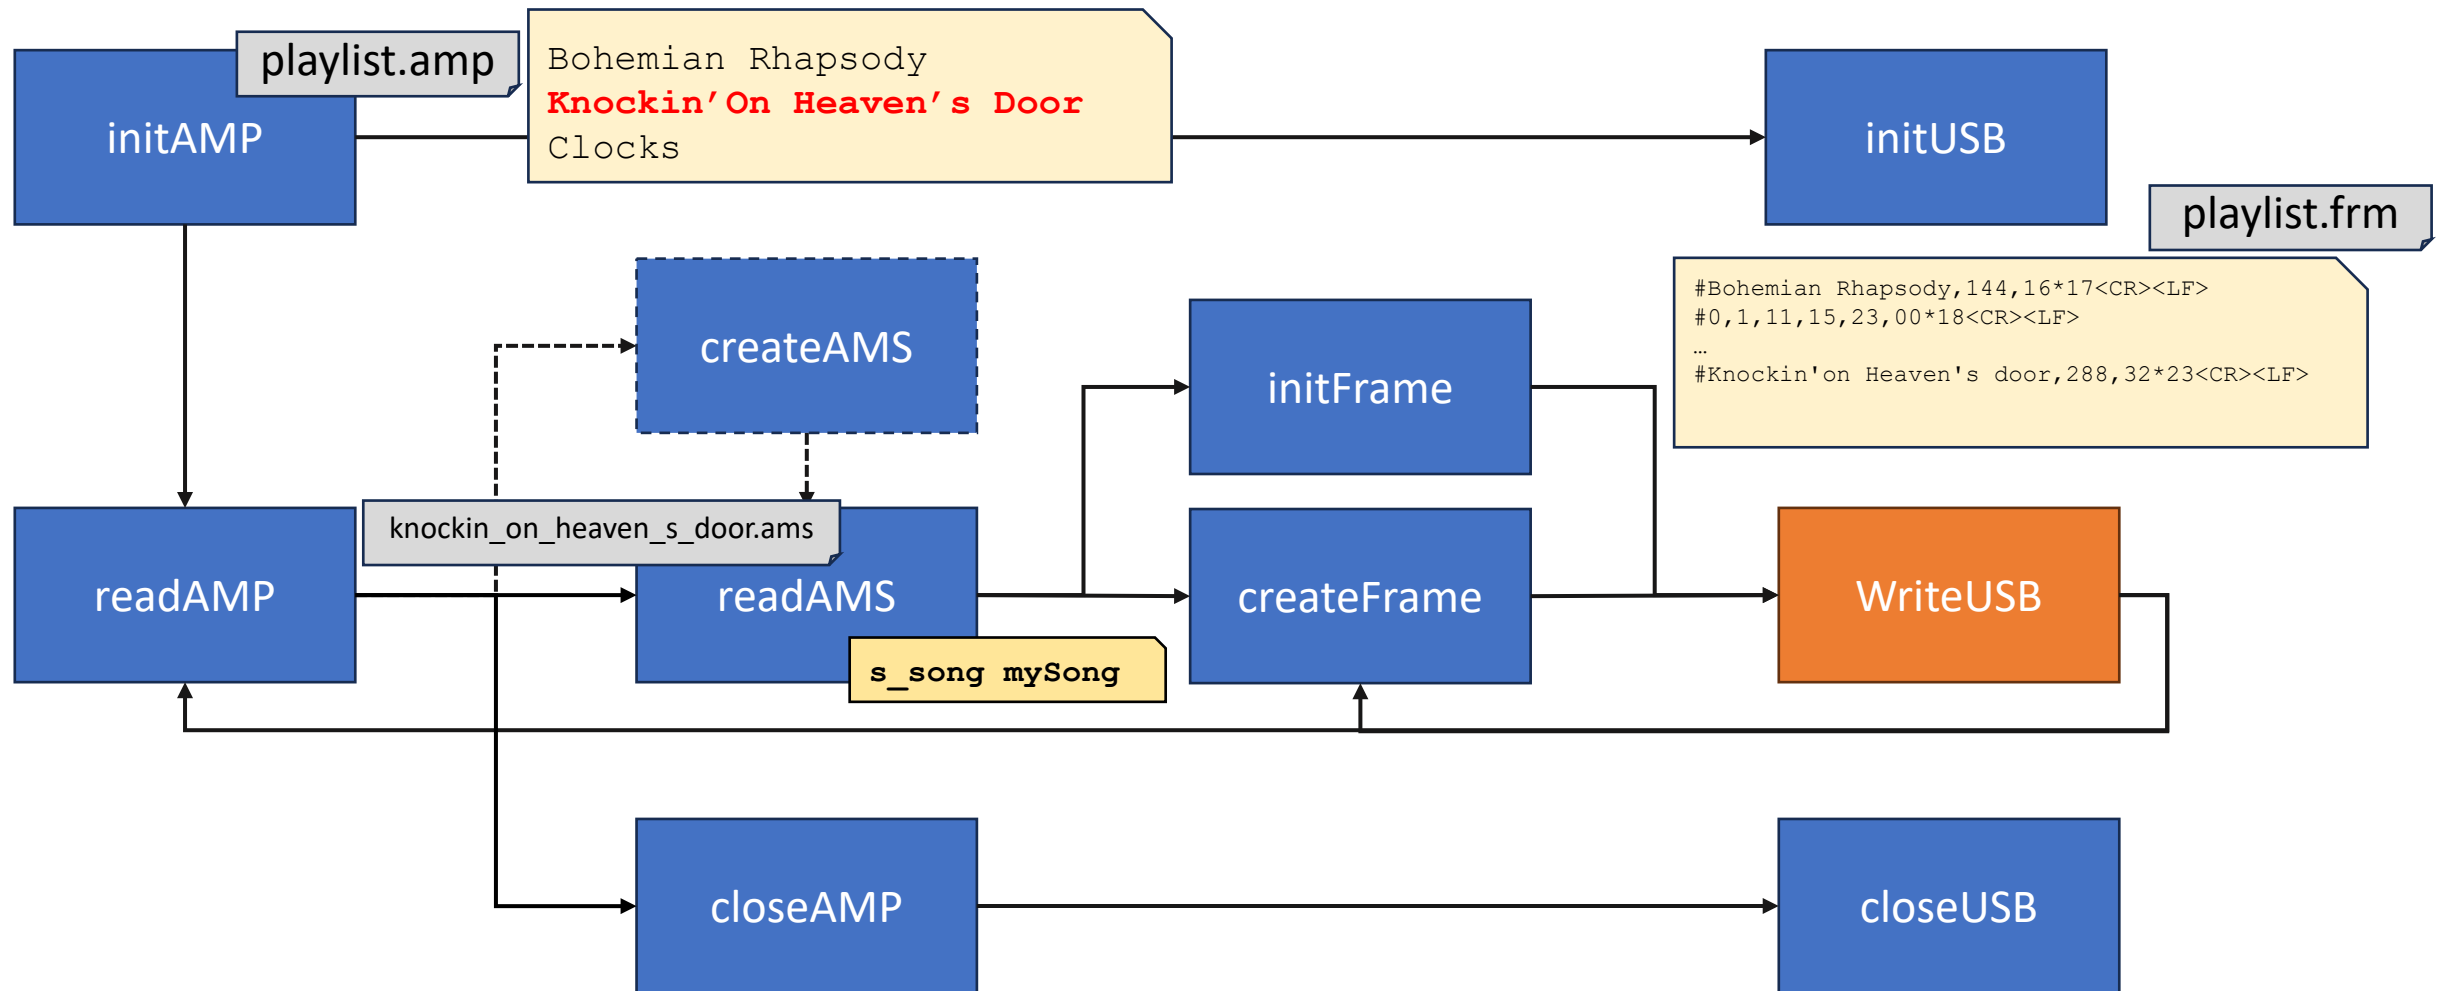 initAMP
playlist.amp
Bohemian Rhapsody
Knockin’On Heaven’s Door
Clocks
initUSB
playlist.frm
#Bohemian Rhapsody,144,16*17<CR><LF>
#0,1,11,15,23,00*18<CR><LF>
…
#Knockin'on Heaven's door,288,32*23<CR><LF>
createAMS
initFrame
readAMP
knockin_on_heaven_s_door.ams
readAMS
s_song mySong
createFrame
WriteUSB
closeAMP
closeUSB